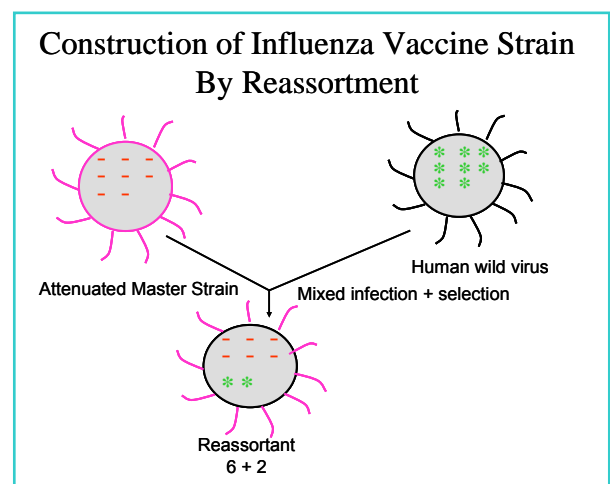 Construction of Influenza Vaccine Strain
By Reassortment
Attenuated Master Strain
Human wild virus
Mixed infection + selection
Reassortant
6 + 2